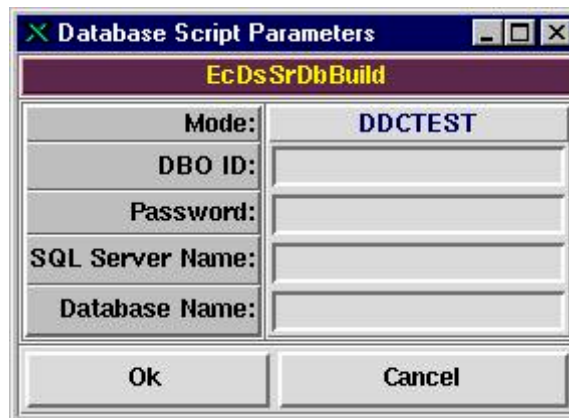 Database Script Parameters
EcDsSrDbBuild
Mode: DDCTEST
DBO ID:
Password:
SQL Server Name:
Database Name:
Ok Cancel